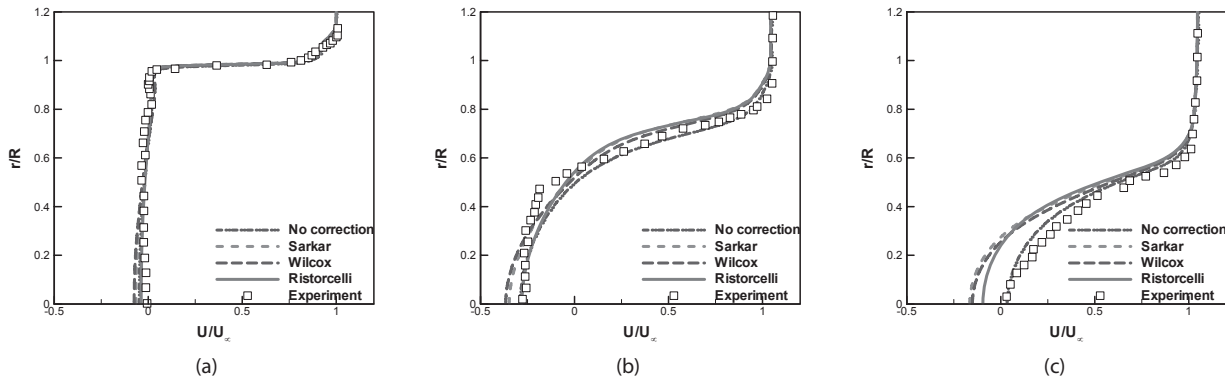 1.2
1
0.8
0.6
0.4
0.2
0
r/R
No correction
Sarkar
Wilcox
Ristorcelli
Experiment
-0.5
0
0.5
1
U/U∞
(a)
1.2
1
0.8
0.6
0.4
0.2
0
r/R
No correction
Sarkar
Wilcox
Ristorcelli
Experiment
-0.5
0
0.5
1
U/U∞
(b)
1.2
1
0.8
0.6
0.4
0.2
0
r/R
No correction
Sarkar
Wilcox
Ristorcelli
Experiment
-0.5
0
0.5
1
U/U∞
(c)